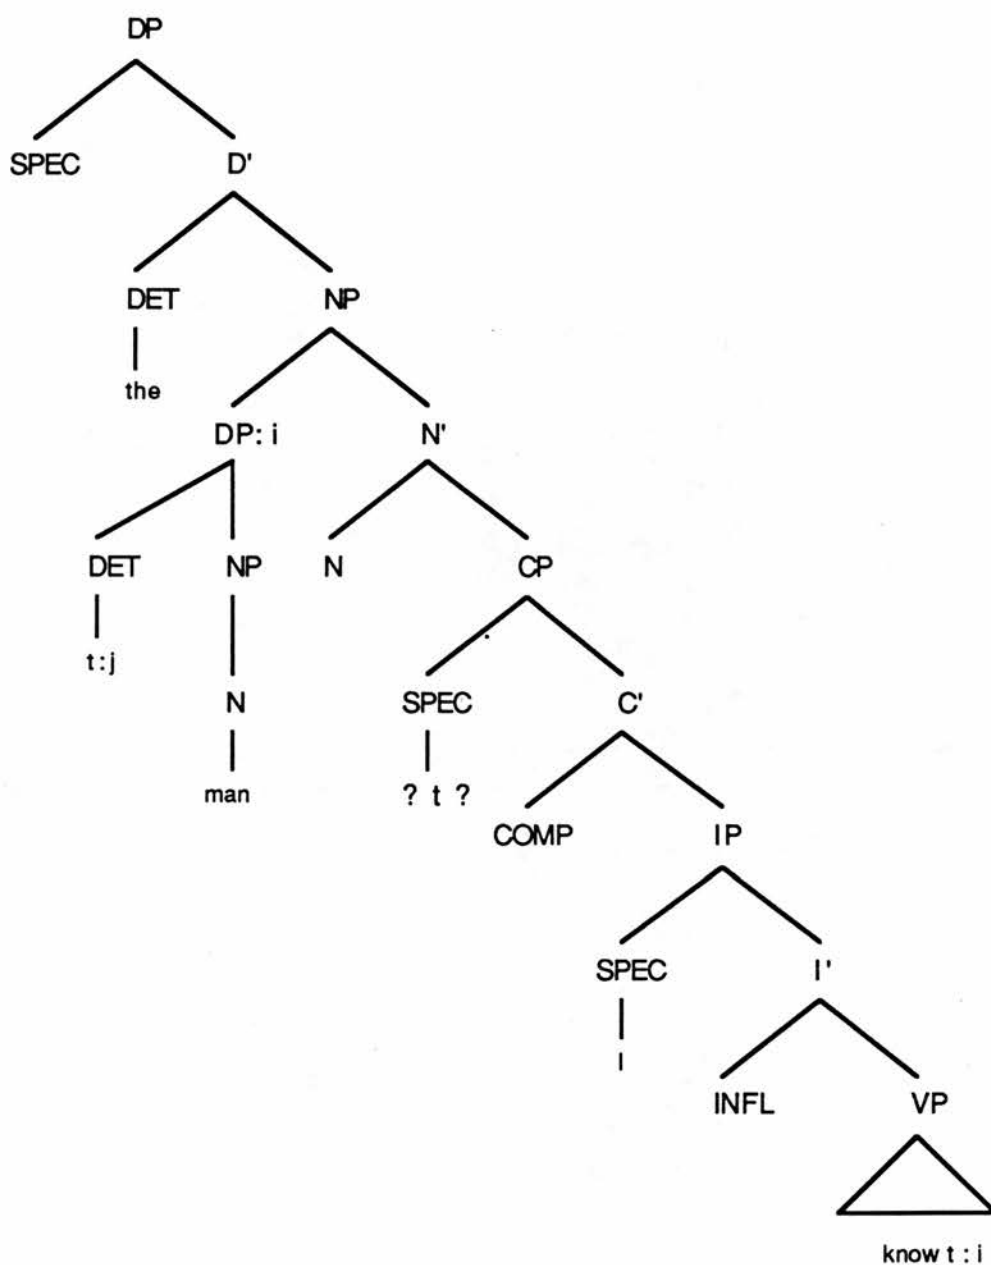 DP
SPEC D'
DET NP
the
DP: i N'
DET NP N CP
t:j
N SPEC C'
man ? t ?
COMP IP
SPEC I'
I
INFL VP
know t : i